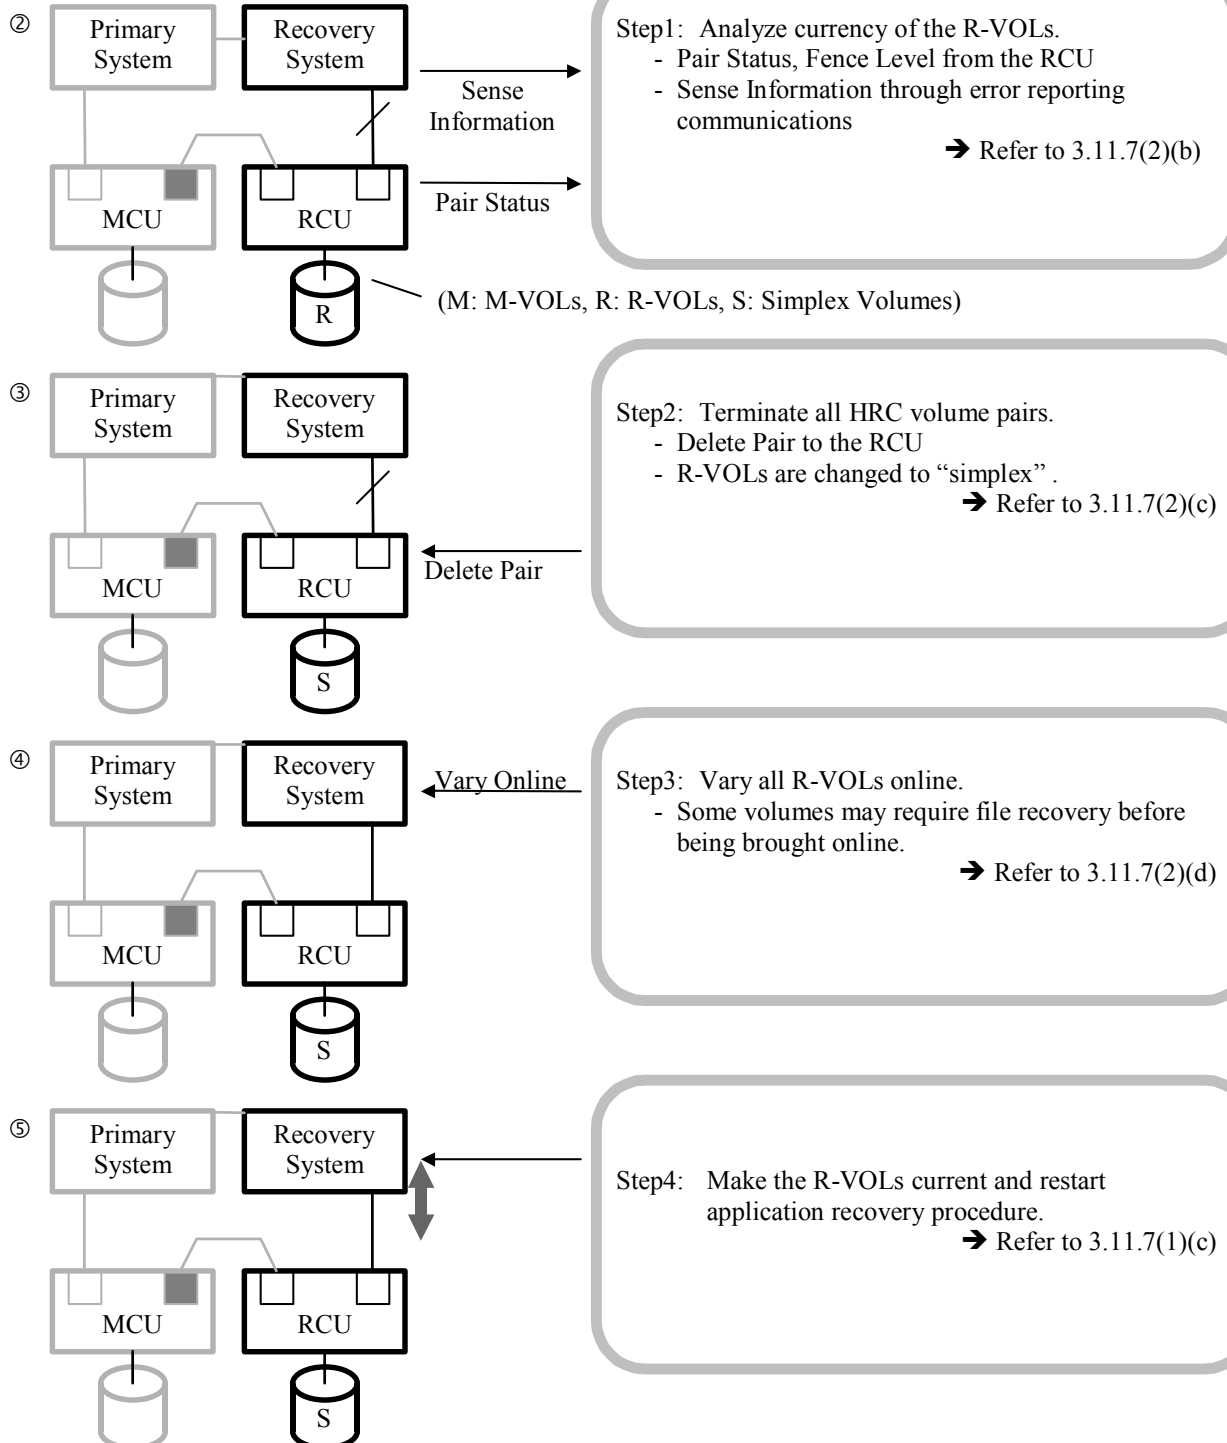 ②
Primary
System
Recovery
System
Sense
Information
Pair Status
MCU
RCU
R
(M: M-VOLs, R: R-VOLs, S: Simplex Volumes)
Step1: Analyze currency of the R-VOLs.
- Pair Status, Fence Level from the RCU
- Sense Information through error reporting
communications
➔ Refer to 3.11.7(2)(b)
③
Primary
System
Recovery
System
MCU
RCU
Delete Pair
S
Step2: Terminate all HRC volume pairs.
- Delete Pair to the RCU
- R-VOLs are changed to “simplex” .
➔ Refer to 3.11.7(2)(c)
④
Primary
System
Recovery
System
Vary Online
MCU
RCU
S
Step3: Vary all R-VOLs online.
- Some volumes may require file recovery before
being brought online.
➔ Refer to 3.11.7(2)(d)
⑤
Primary
System
Recovery
System
MCU
RCU
S
Step4: Make the R-VOLs current and restart
application recovery procedure.
➔ Refer to 3.11.7(1)(c)